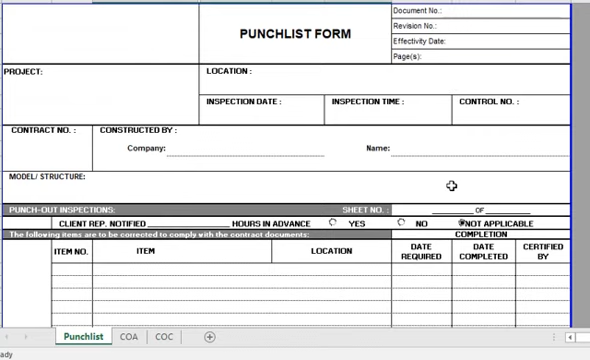 Document No.:
PUNCHLIST FORM
Revision No.:
Effectivity Date:
Page(s):
PROJECT:
LOCATION :
INSPECTION DATE :
INSPECTION TIME :
CONTROL NO. :
CONTRACT NO. :
CONSTRUCTED BY :
Company:
Name:
MODEL/ STRUCTURE:
PUNCH-OUT INSPECTIONS:
SHEET NO. :
OF
CLIENT REP. NOTIFIED
HOURS IN ADVANCE
YES
NO
NOT APPLICABLE
The following items are to be corrected to comply with the contract documents:
COMPLETION
ITEM NO.
ITEM
LOCATION
DATE REQUIRED
DATE COMPLETED
CERTIFIED BY
Punchlist
COA
COC
ady